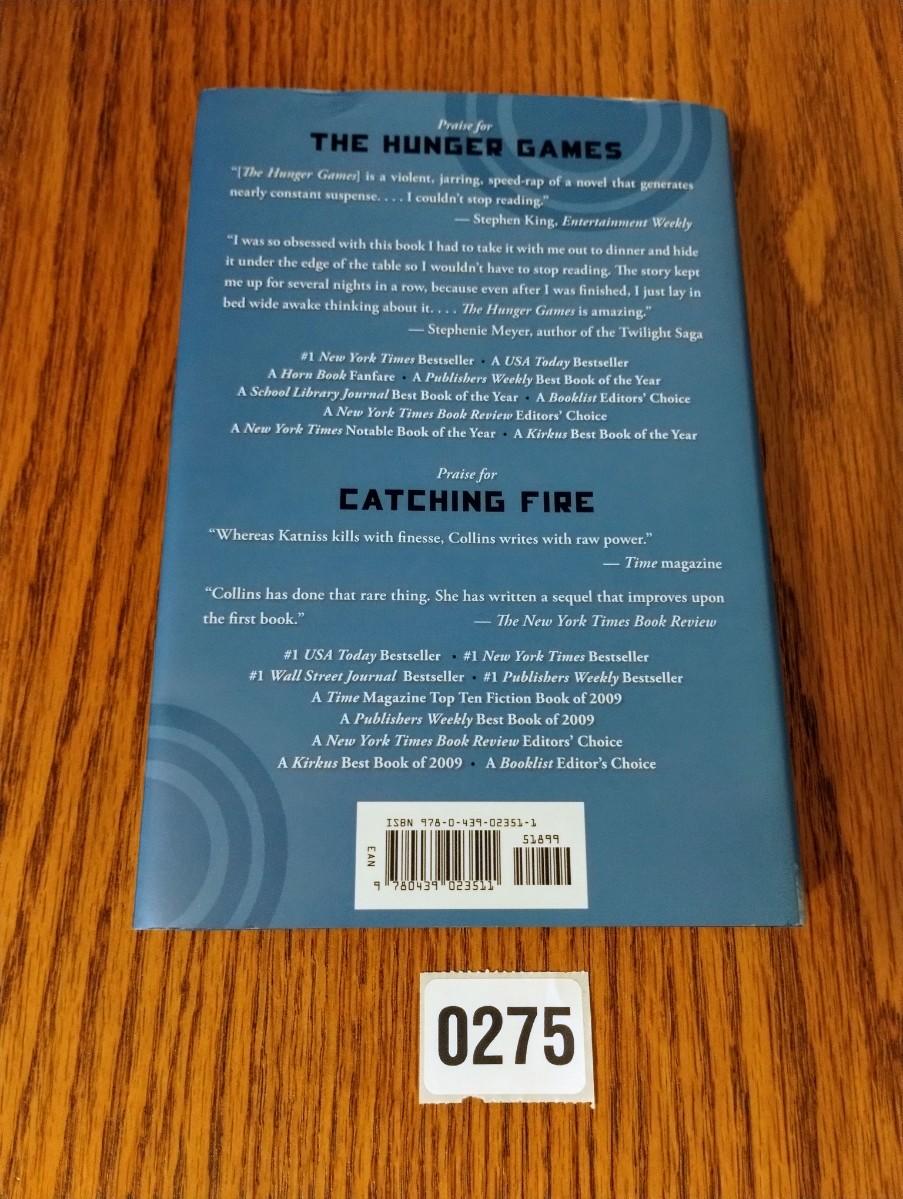 Praise for
THE HUNGER GAMES
“[The Hunger Games] is a violent, jarring, speed-rap of a novel that generates
nearly constant suspense. . . . I couldn’t stop reading.”
— Stephen King, Entertainment Weekly
“I was so obsessed with this book I had to take it with me out to dinner and hide
it under the edge of the table so I wouldn’t have to stop reading. The story kept
me up for several nights in a row, because even after I was finished, I just lay in
bed wide awake thinking about it. . . . The Hunger Games is amazing.”
— Stephenie Meyer, author of the Twilight Saga
#1 New York Times Bestseller · A USA Today Bestseller
A Horn Book Fanfare · A Publishers Weekly Best Book of the Year
A School Library Journal Best Book of the Year · A Booklist Editors’ Choice
A New York Times Book Review Editors’ Choice
A New York Times Notable Book of the Year · A Kirkus Best Book of the Year
Praise for
CATCHING FIRE
“Whereas Katniss kills with finesse, Collins writes with raw power.”
— Time magazine
“Collins has done that rare thing. She has written a sequel that improves upon
the first book.” — The New York Times Book Review
#1 USA Today Bestseller · #1 New York Times Bestseller
#1 Wall Street Journal Bestseller · #1 Publishers Weekly Bestseller
A Time Magazine Top Ten Fiction Book of 2009
A Publishers Weekly Best Book of 2009
A New York Times Book Review Editors’ Choice
A Kirkus Best Book of 2009 · A Booklist Editor’s Choice
ISBN 978-0-439-02351-1
51899
EAN
9 780439 023511
0275